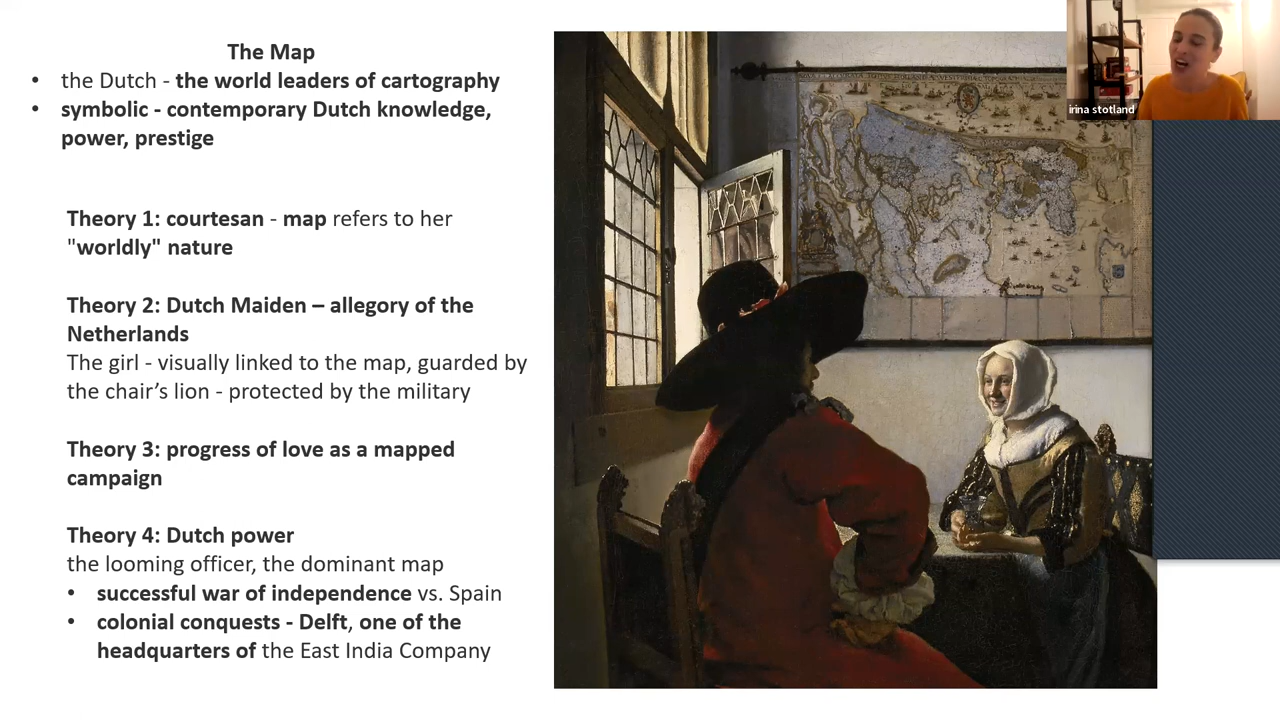 The Map
• the Dutch - the world leaders of cartography
• symbolic - contemporary Dutch knowledge,
power, prestige
Theory 1: courtesan - map refers to her
"worldly" nature
Theory 2: Dutch Maiden – allegory of the
Netherlands
The girl - visually linked to the map, guarded by
the chair's lion - protected by the military
Theory 3: progress of love as a mapped
campaign
Theory 4: Dutch power
the looming officer, the dominant map
• successful war of independence vs. Spain
• colonial conquests - Delft, one of the
headquarters of the East India Company
irina stotland